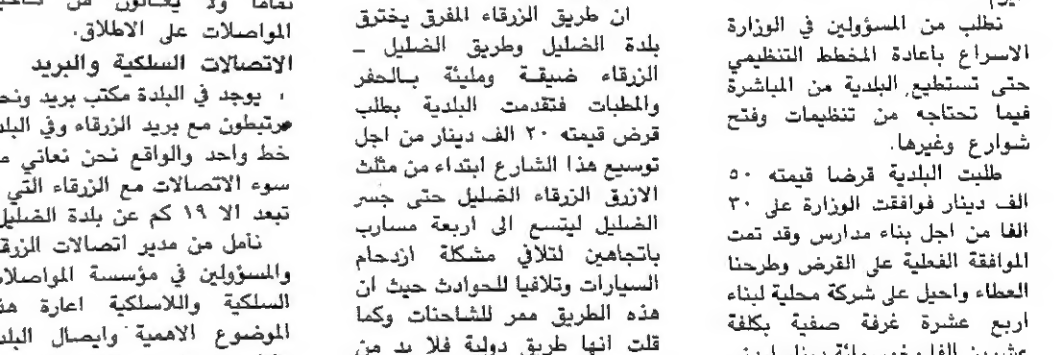 نطلب من المسؤولين في الوزارة
الاسراع باعادة المخطط التنظيمي
حتى تستطيع البلدية من المباشرة
فيما تحتاجه من تنظيمات وفتح
شوارع وغيرها.
طلبت البلدية قرضا قيمته ٥٠
الف دينار فوافقت الوزارة على ٣٠
الفا من اجل بناء مدارس وقد تمت
الموافقة الفعلية على القرض وطرحنا
العطاء واحيل على شركة محلية لبناء
اربع عشرة غرفة صفية بكلفة
ان طريق الزرقاء المفرق يخترق
بلدة الضليل وطريق الضليل –
الزرقاء ضيقة ومليئة بالحفر
والمطبات فتقدمت البلدية بطلب
قرض قيمته ٢٠ الف دينار من اجل
توسيع هذا الشارع ابتداء من مثلث
الازرق الزرقاء الضليل حتى جسر
الضليل ليتسع الى اربعة مسارب
باتجاهين لتلافي مشكلة ازدحام
السيارات وتلافيا للحوادث حيث ان
هذه الطريق ممر للشاحنات وكما
قلت انها طريق دولية فلا بد من
تماما ولا يعانون من
المواصلات على الاطلاق.
الاتصالات السلكية والبريد
، يوجد في البلدة مكتب بريد
مرتبطون مع بريد الزرقاء وفي
خط واحد والواقع نحن نعاني
سوء الاتصالات مع الزرقاء التي
تبعد الا ١٩ كم عن بلدة الضليل
نأمل من مدير اتصالات
والمسؤولين في مؤسسة
السلكية واللاسلكية اعارة
الموضوع الاهمية وايصال